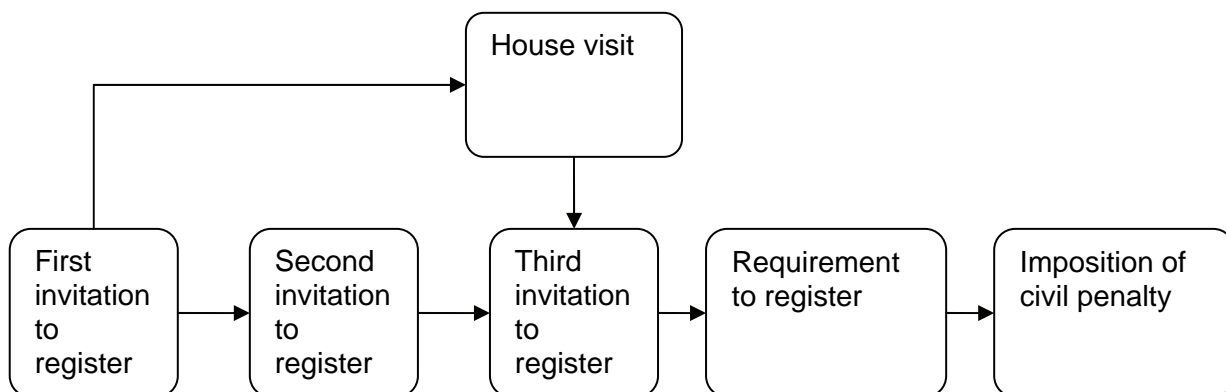 House visit
First
invitation
to
register
Second
invitation
to
register
Third
invitation
to
register
Requirement
to register
Imposition of
civil penalty